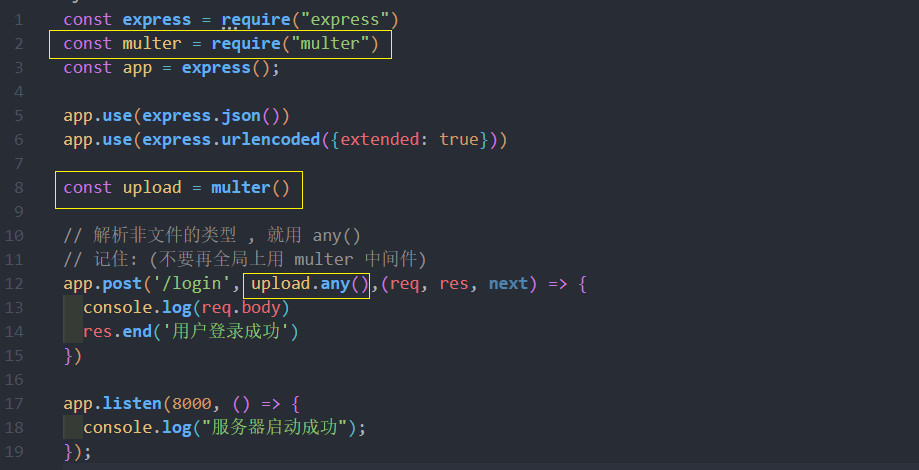 1 const express = require("express")
2 const multer = require("multer")
3 const app = express();
4
5 app.use(express.json())
6 app.use(express.urlencoded({extended: true}))
7
8 const upload = multer()
9
10 // 解析非文件的类型 , 就用 any()
11 // 记住: (不要再全局上用 multer 中间件)
12 app.post('/login', upload.any(),(req, res, next) => {
13   console.log(req.body)
14   res.end('用户登录成功')
15 })
16
17 app.listen(8000, () => {
18   console.log("服务器启动成功");
19 });